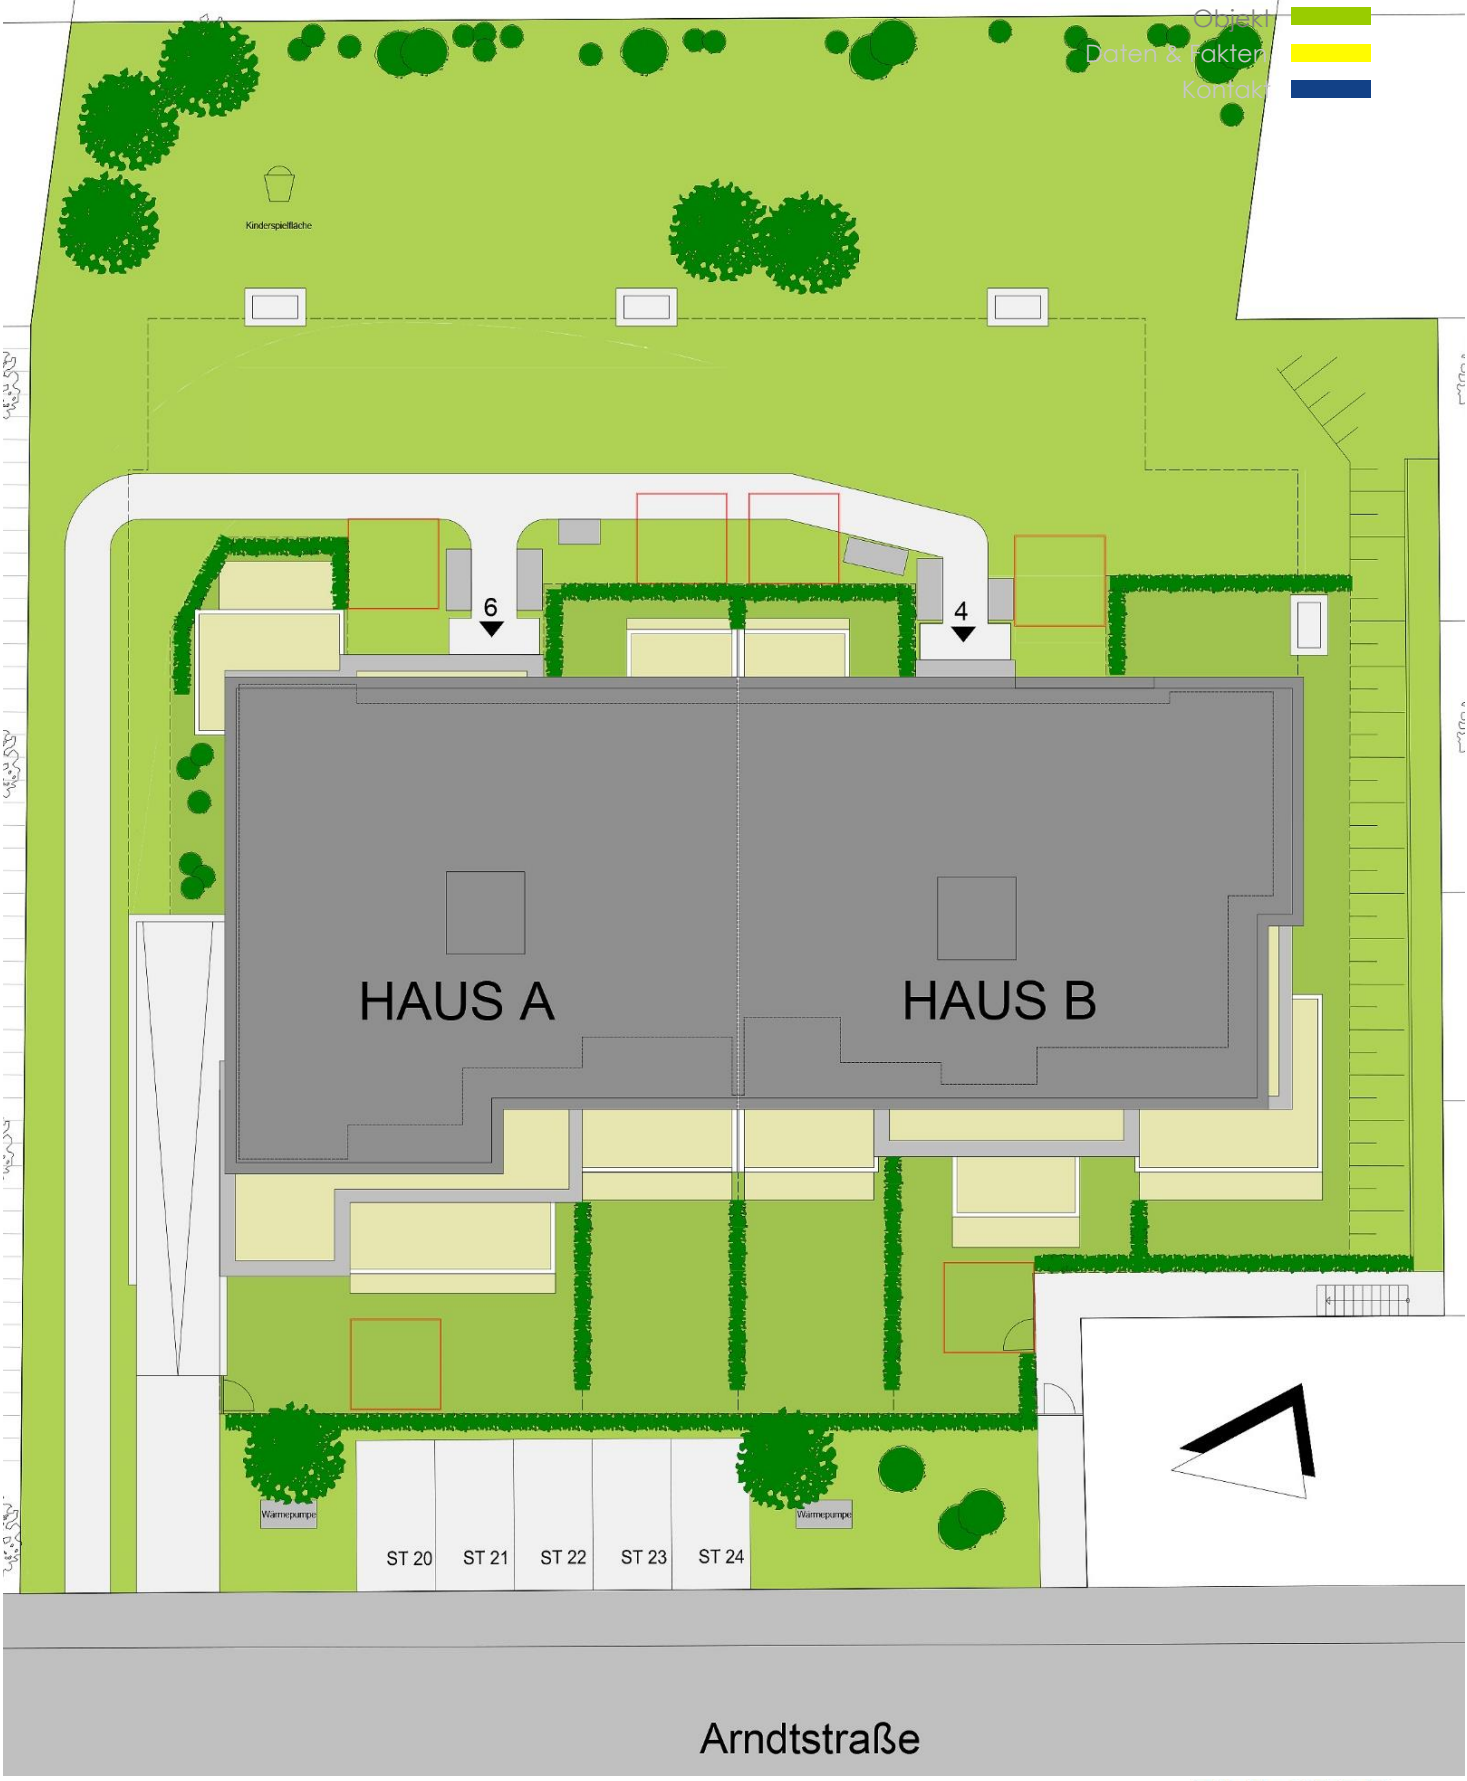 Objekt
Daten & Fakten
Kontakt
Kinderspielfläche
6
4
HAUS A
HAUS B
Wärmepumpe
Wärmepumpe
ST 20
ST 21
ST 22
ST 23
ST 24
Arndtstraße